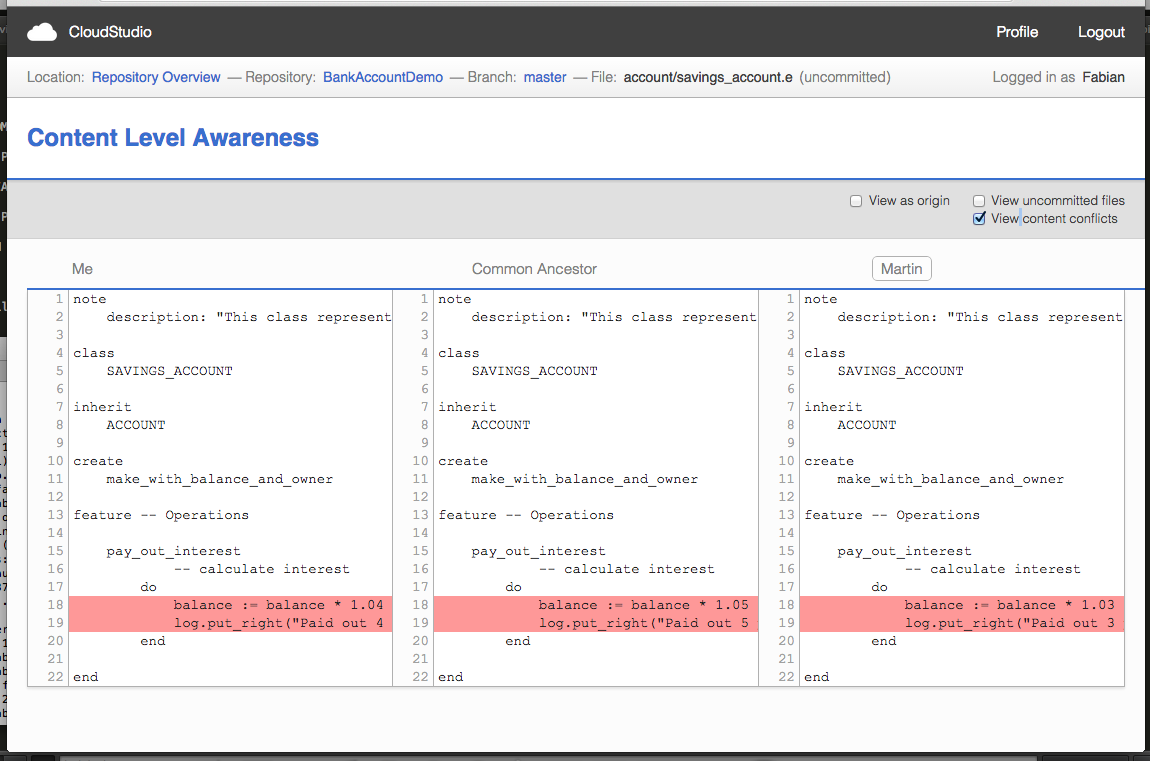 CloudStudio Profile Logout
Location: Repository Overview — Repository: BankAccountDemo — Branch: master — File: account/savings_account.e (uncommitted) Logged in as Fabian
Content Level Awareness
View as origin View uncommitted files
View content conflicts
Me Common Ancestor Martin
1 note 1 note 1 note
2 description: "This class represent 2 description: "This class represent 2 description: "This class represent
3 3 3
4 class 4 class 4 class
5 SAVINGS_ACCOUNT 5 SAVINGS_ACCOUNT 5 SAVINGS_ACCOUNT
6 6 6
7 inherit 7 inherit 7 inherit
8 ACCOUNT 8 ACCOUNT 8 ACCOUNT
9 9 9
10 create 10 create 10 create
11 make_with_balance_and_owner 11 make_with_balance_and_owner 11 make_with_balance_and_owner
12 12 12
13 feature -- Operations 13 feature -- Operations 13 feature -- Operations
14 14 14
15 pay_out_interest 15 pay_out_interest 15 pay_out_interest
16 -- calculate interest 16 -- calculate interest 16 -- calculate interest
17 do 17 do 17 do
18 balance := balance * 1.04 18 balance := balance * 1.05 18 balance := balance * 1.03
19 log.put_right("Paid out 4 19 log.put_right("Paid out 5 19 log.put_right("Paid out 3
20 end 20 end 20 end
21 21 21
22 end 22 end 22 end